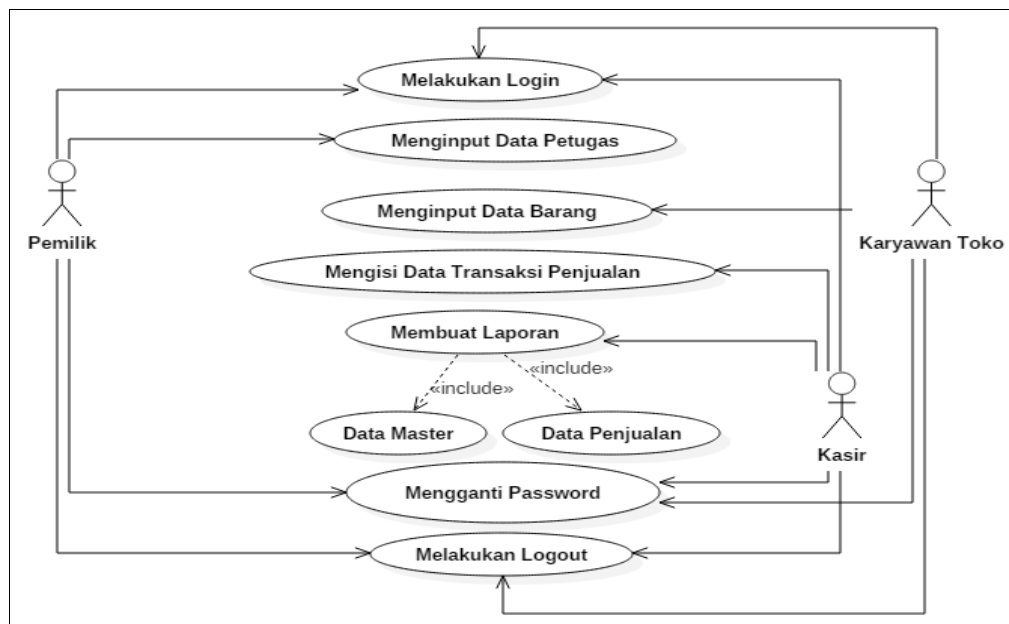 Melakukan Login
Menginput Data Petugas
Menginput Data Barang
Pemilik
Karyawan Toko
Mengisi Data Transaksi Penjualan
Membuat Laporan
«include»
«include»
Data Master
Data Penjualan
Kasir
Mengganti Password
Melakukan Logout